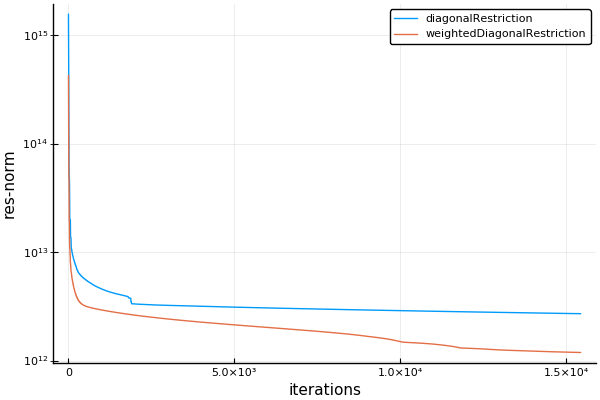 diagonalRestriction
weightedDiagonalRestriction
res-norm
10¹⁵
10¹⁴
10¹³
10¹²
0 5.0×10³ 1.0×10⁴ 1.5×10⁴
iterations